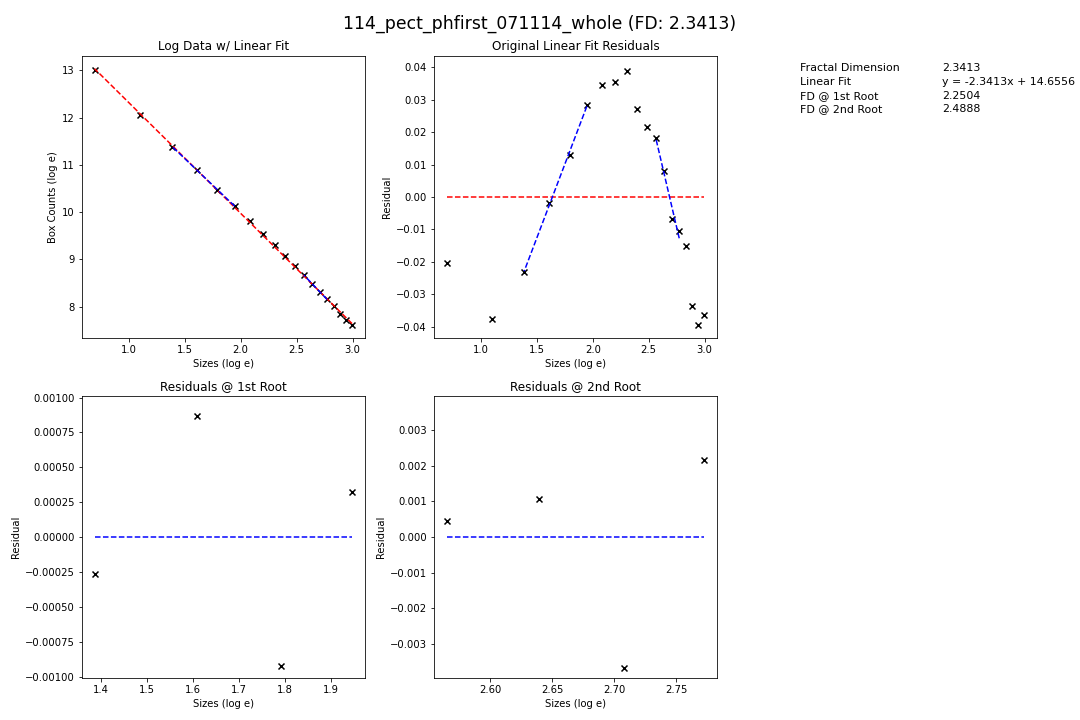 114_pect_phfirst_071114_whole (FD: 2.3413)
Log Data w/ Linear Fit
13
12
11
10
9
8
Box Counts (log e)
1.0 1.5 2.0 2.5 3.0
Sizes (log e)
Original Linear Fit Residuals
0.04
0.03
0.02
0.01
0.00
−0.01
−0.02
−0.03
−0.04
Residual
1.0 1.5 2.0 2.5 3.0
Sizes (log e)
Fractal Dimension 2.3413
Linear Fit y = -2.3413x + 14.6556
FD @ 1st Root 2.2504
FD @ 2nd Root 2.4888
Residuals @ 1st Root
0.00100
0.00075
0.00050
0.00025
0.00000
−0.00025
−0.00050
−0.00075
−0.00100
Residual
1.4 1.5 1.6 1.7 1.8 1.9
Sizes (log e)
Residuals @ 2nd Root
0.003
0.002
0.001
0.000
−0.001
−0.002
−0.003
Residual
2.60 2.65 2.70 2.75
Sizes (log e)